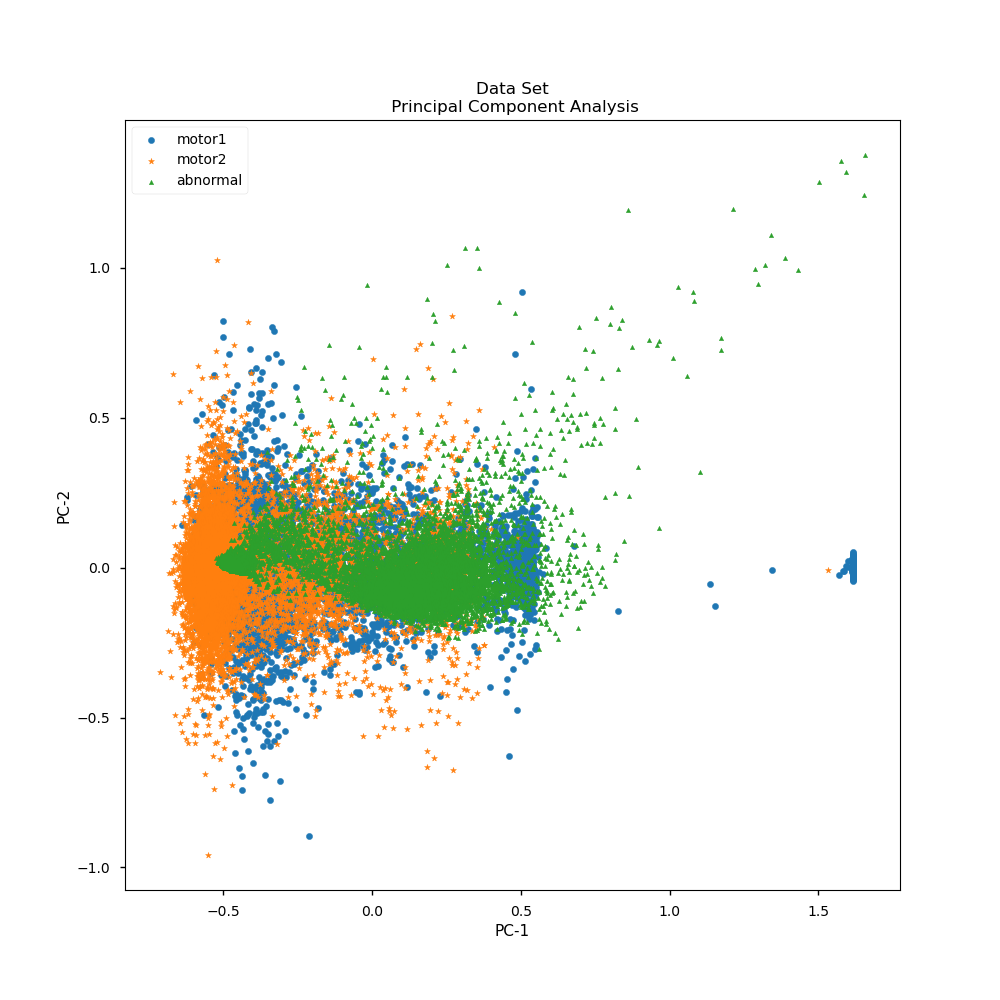 Data Set
Principal Component Analysis
motor1
motor2
abnormal
1.0
0.5
0.0
−0.5
−1.0
PC-2
−0.5
0.0
0.5
1.0
1.5
PC-1